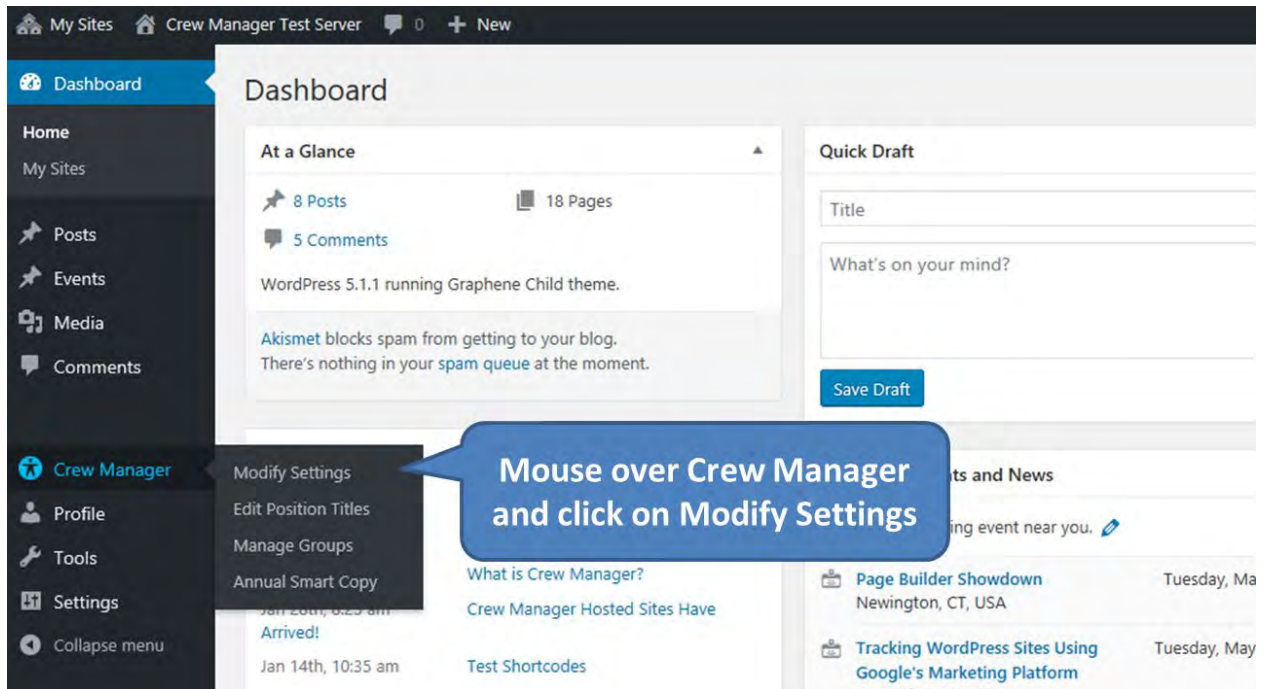 My Sites Crew Manager Test Server 0 + New
Dashboard
Home
My Sites
Posts
Events
Media
Comments
Crew Manager
Profile
Tools
Settings
Collapse menu
Modify Settings
Edit Position Titles
Manage Groups
Annual Smart Copy
Dashboard
At a Glance
8 Posts 18 Pages
5 Comments
WordPress 5.1.1 running Graphene Child theme.
Akismet blocks spam from getting to your blog.
There's nothing in your spam queue at the moment.
Mouse over Crew Manager
and click on Modify Settings
What is Crew Manager?
Crew Manager Hosted Sites Have
Arrived!
Jan 14th, 10:35 am Test Shortcodes
Quick Draft
Title
What's on your mind?
Save Draft
and News
event near you.
Page Builder Showdown Tuesday, Ma
Newington, CT, USA
Tracking WordPress Sites Using Tuesday, May
Google's Marketing Platform